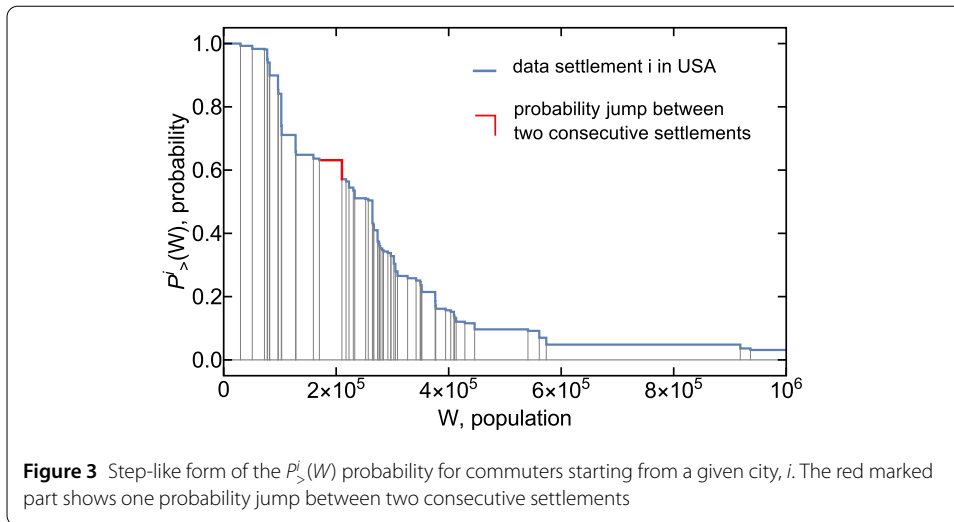 1.0
0.8
0.6
0.4
0.2
0.0
P^i_>(W), probability
data settlement i in USA
probability jump between
two consecutive settlements
0 2×10^5 4×10^5 6×10^5 8×10^5 10^6
W, population
Figure 3 Step-like form of the P^i_>(W) probability for commuters starting from a given city, i. The red marked
part shows one probability jump between two consecutive settlements